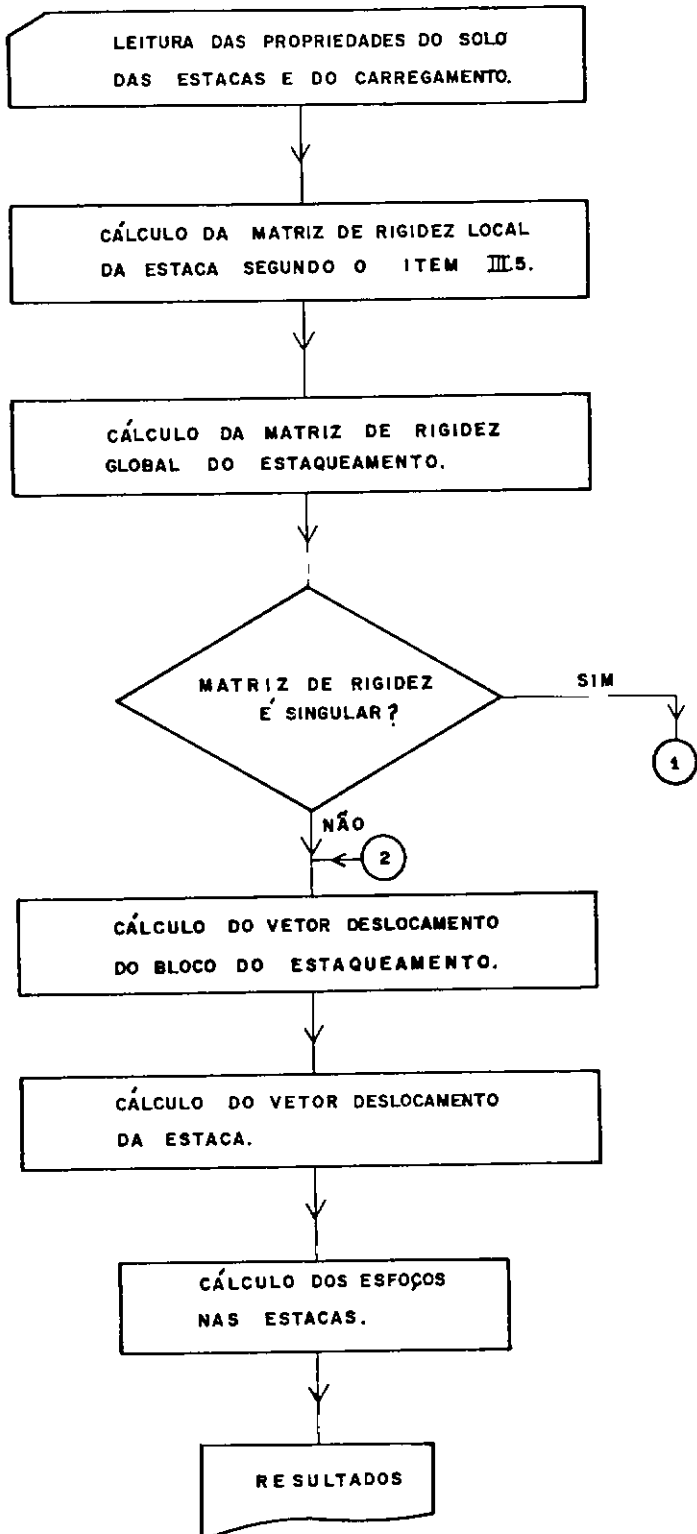 LEITURA DAS PROPRIEDADES DO SOLO
DAS ESTACAS E DO CARREGAMENTO.
CÁLCULO DA MATRIZ DE RIGIDEZ LOCAL
DA ESTACA SEGUNDO O ITEM III.5.
CÁLCULO DA MATRIZ DE RIGIDEZ
GLOBAL DO ESTAQUEAMENTO.
MATRIZ DE RIGIDEZ
É SINGULAR?
SIM
1
NÃO
2
CÁLCULO DO VETOR DESLOCAMENTO
DO BLOCO DO ESTAQUEAMENTO.
CÁLCULO DO VETOR DESLOCAMENTO
DA ESTACA.
CÁLCULO DOS ESFOÇOS
NAS ESTACAS.
RESULTADOS